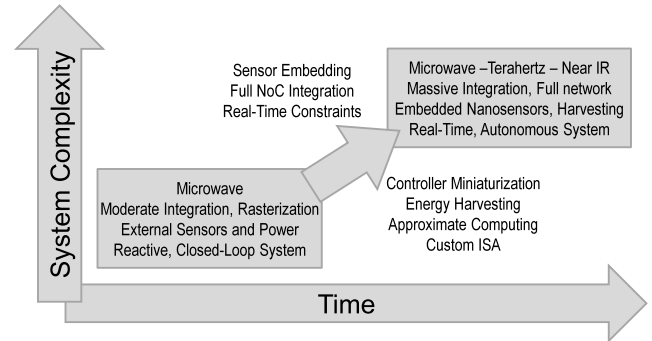 System Complexity
Sensor Embedding
Full NoC Integration
Real-Time Constraints
Microwave –Terahertz – Near IR
Massive Integration, Full network
Embedded Nanosensors, Harvesting
Real-Time, Autonomous System
Microwave
Moderate Integration, Rasterization
External Sensors and Power
Reactive, Closed-Loop System
Controller Miniaturization
Energy Harvesting
Approximate Computing
Custom ISA
Time